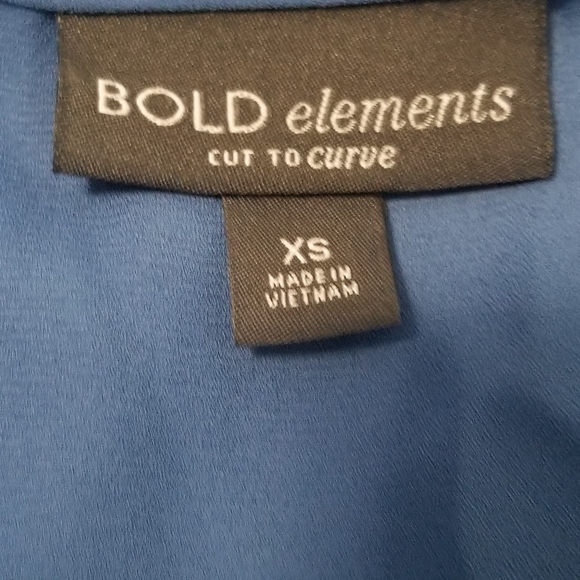 BOLD elements
CUT TO curve
XS
MADE IN
VIETNAM